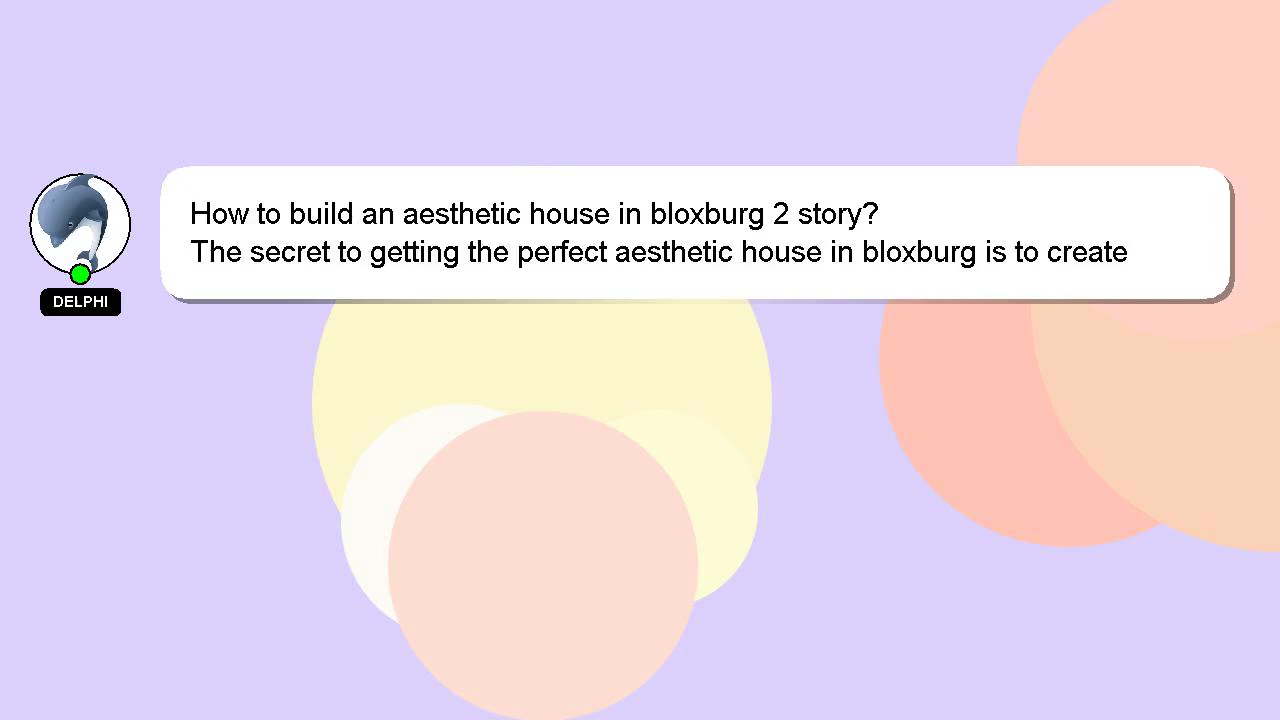 How to build an aesthetic house in bloxburg 2 story?
The secret to getting the perfect aesthetic house in bloxburg is to create
DELPHI